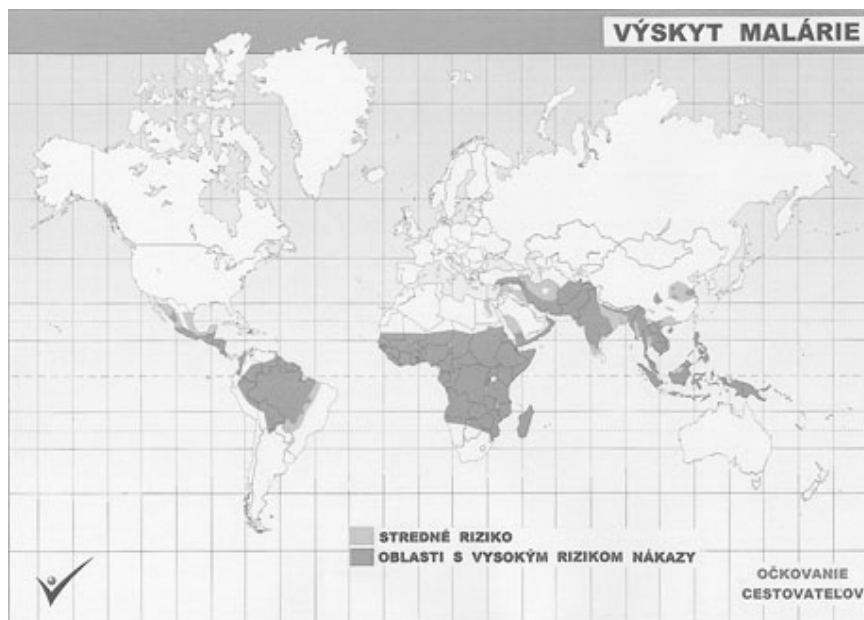 VÝSKYT MALÁRIE
STREDNÉ RIZIKO
OBLASTI S VYSOKÝM RIZIKOM NÁKAZY
OČKOVANIE
CESTOVATEĽOV